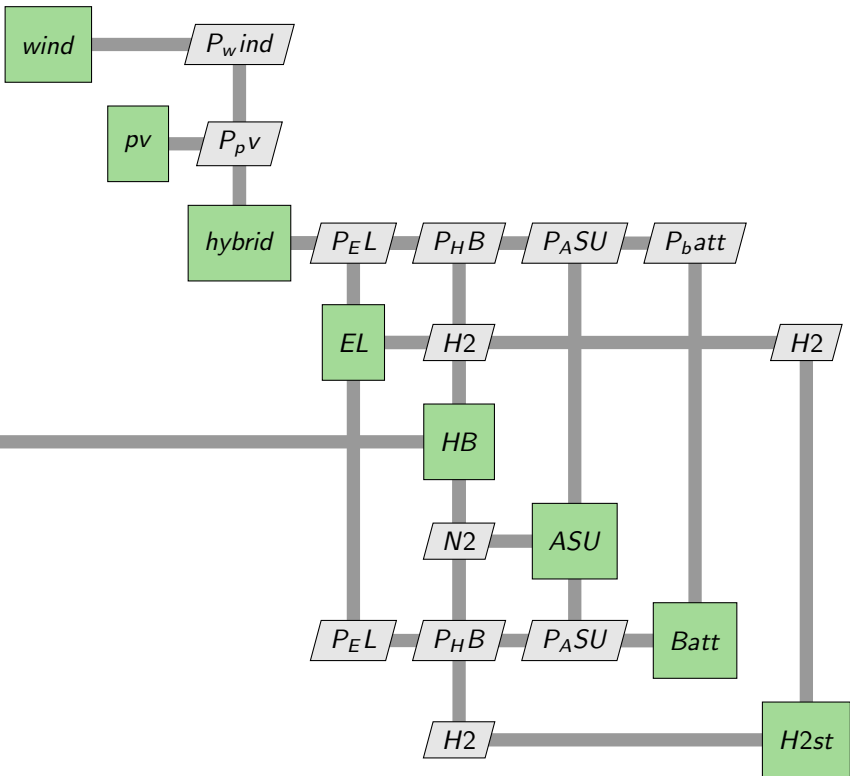 wind P_wind
pv P_pv
hybrid P_EL P_HB P_ASU P_batt
EL H2 H2
HB
N2 ASU
P_EL P_HB P_ASU Batt
H2 H2st